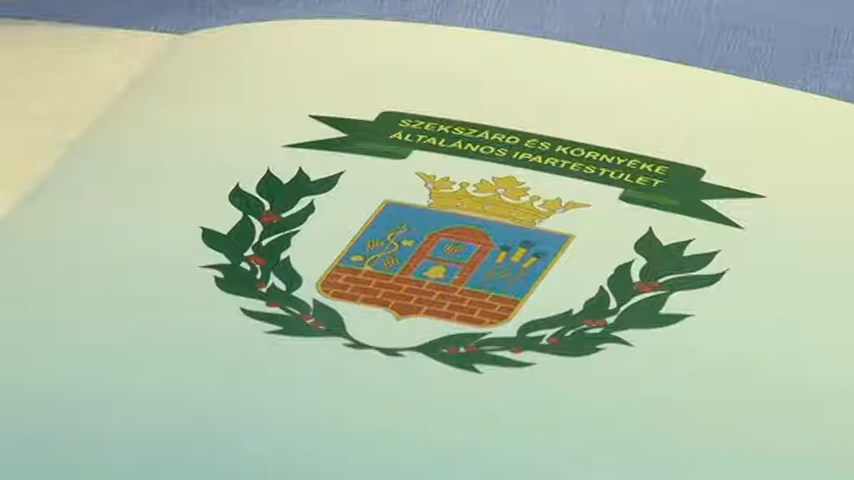 SZEKSZÁRD ÉS KÖRNYÉKE
ÁLTALÁNOS IPARTESTÜLET